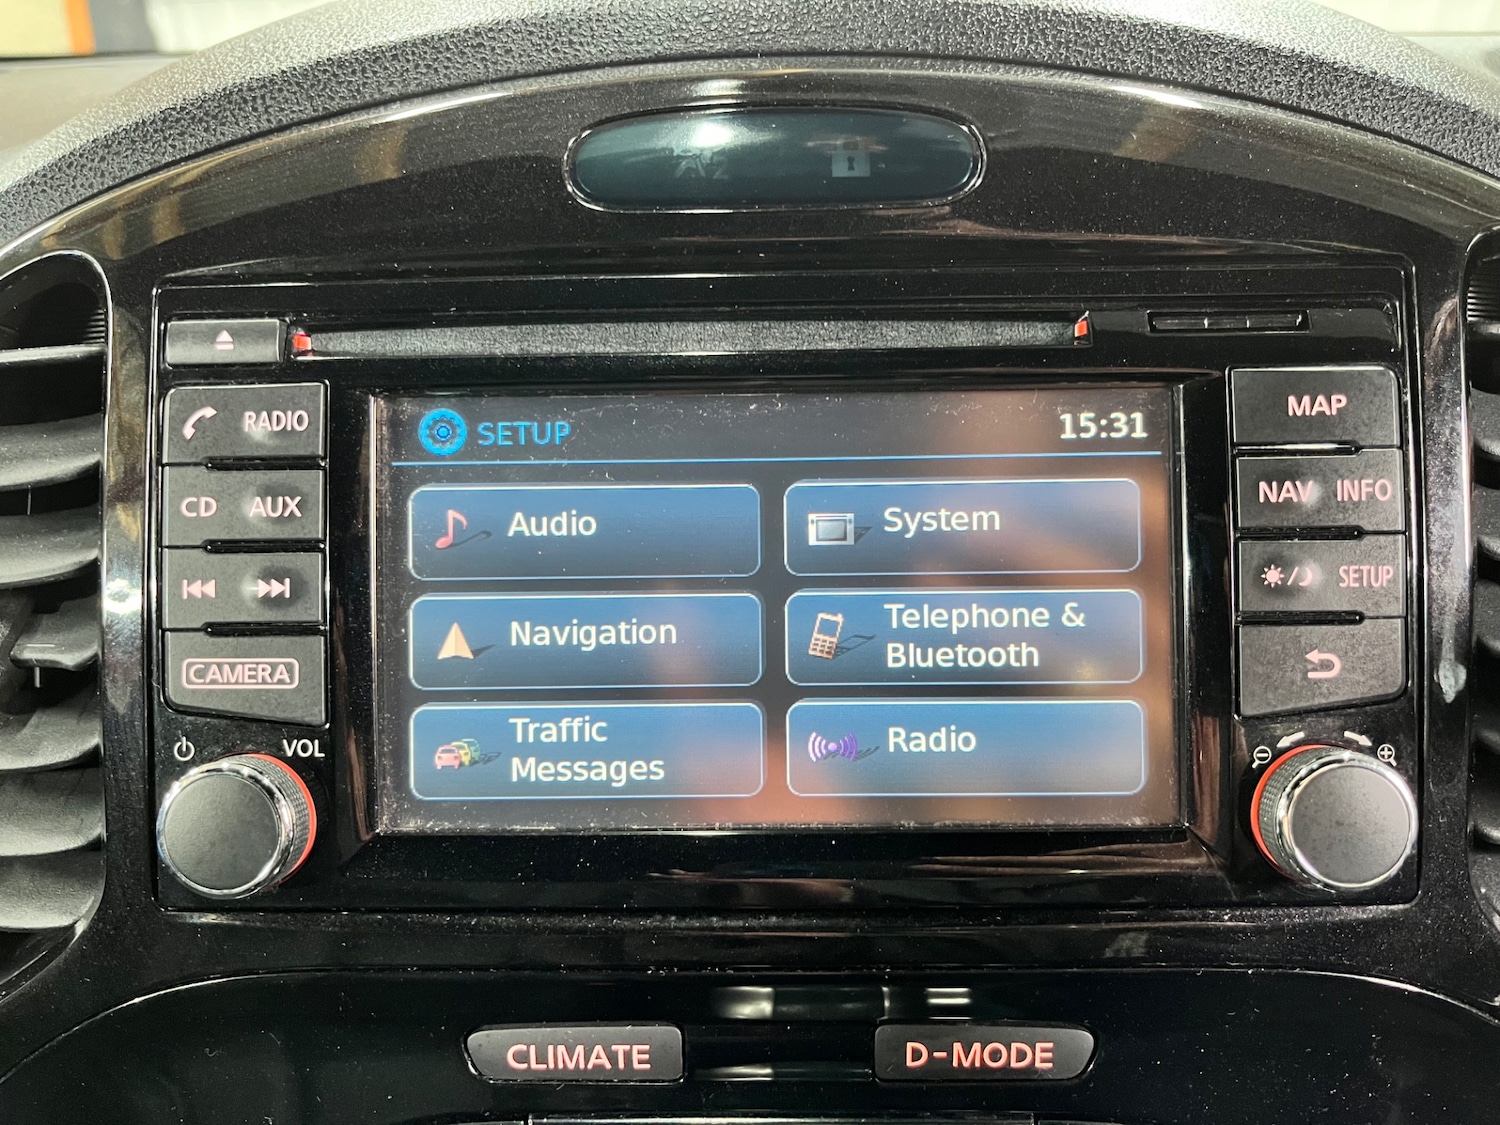 RADIO
CD AUX
CAMERA
VOL
SETUP 15:31
Audio
System
Navigation
Telephone &
Bluetooth
Traffic
Messages
Radio
MAP
NAV INFO
SETUP
CLIMATE
D-MODE